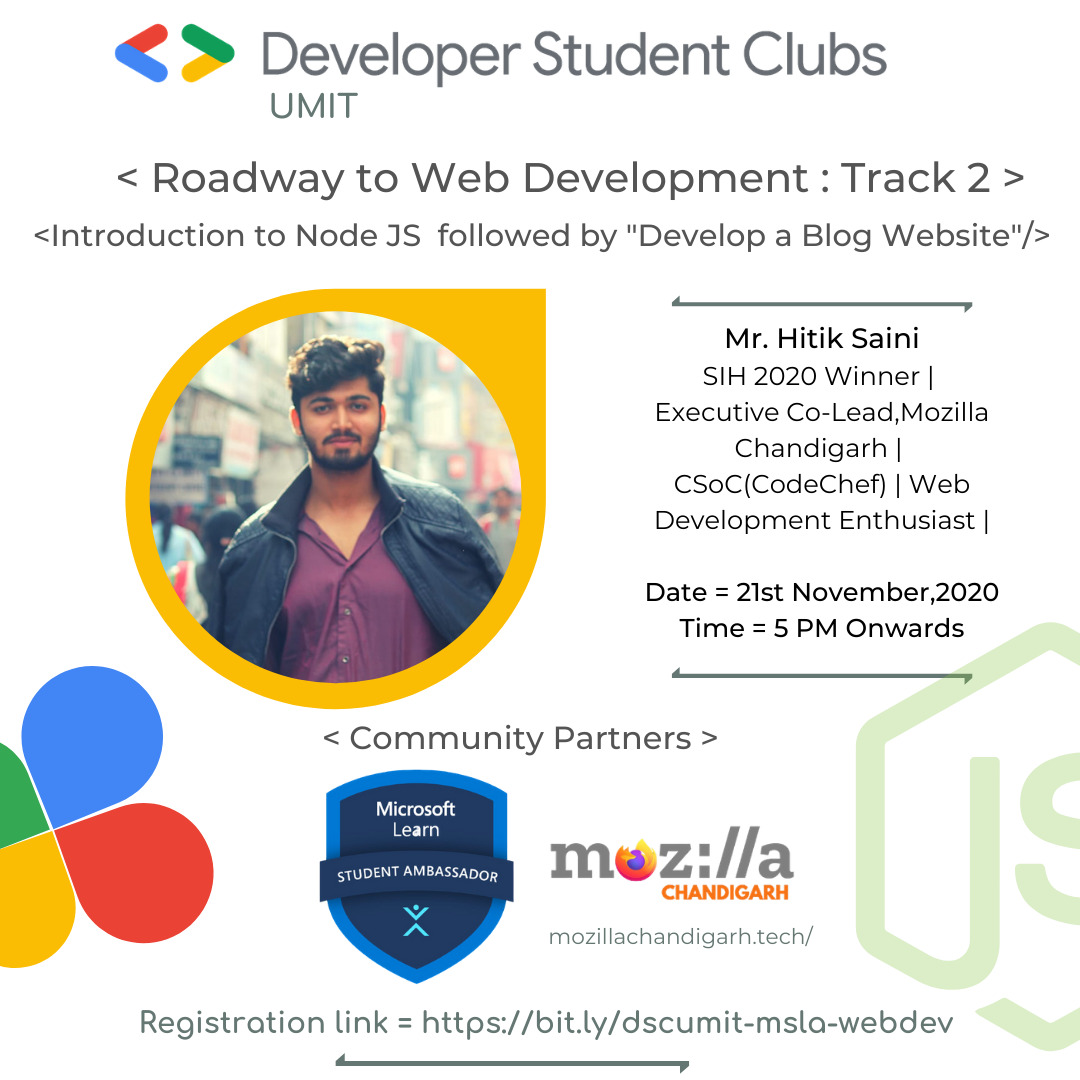 Developer Student Clubs
UMIT
< Roadway to Web Development : Track 2 >
<Introduction to Node JS followed by "Develop a Blog Website"/>
Mr. Hitik Saini
SIH 2020 Winner |
Executive Co-Lead,Mozilla
Chandigarh |
CSoC(CodeChef) | Web
Development Enthusiast |
Date = 21st November,2020
Time = 5 PM Onwards
< Community Partners >
Microsoft
Learn
STUDENT AMBASSADOR
moz://a
CHANDIGARH
mozillachandigarh.tech/
JS
Registration link = https://bit.ly/dscumit-msla-webdev